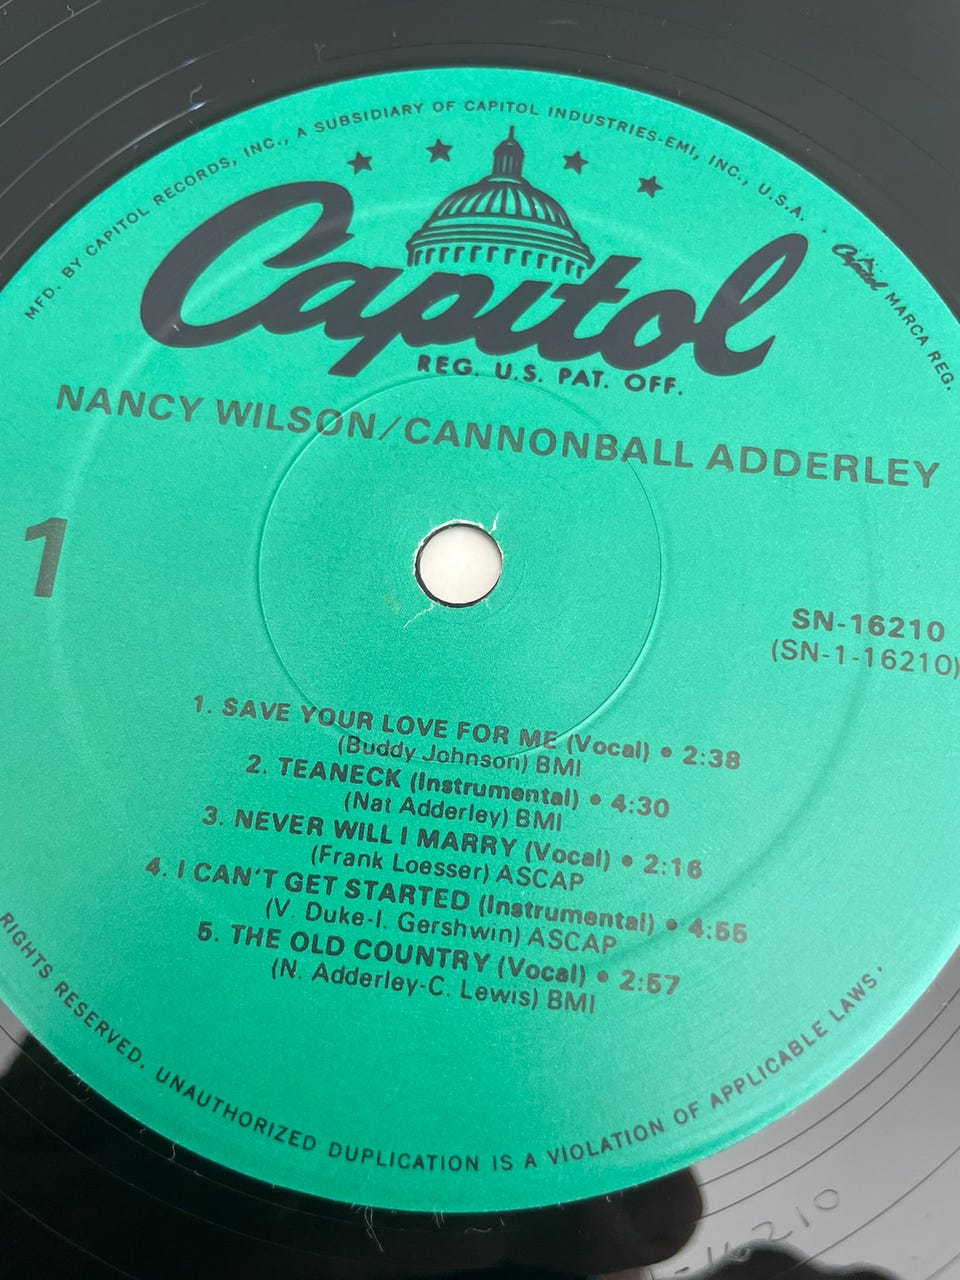 MFD. BY CAPITOL RECORDS, INC., A SUBSIDIARY OF CAPITOL INDUSTRIES-EMI, INC., U.S.A. · Capitol MARCA REG.
Capitol
REG. U.S. PAT. OFF.
NANCY WILSON/CANNONBALL ADDERLEY
1
SN-16210
(SN-1-16210)
1. SAVE YOUR LOVE FOR ME (Vocal) • 2:38
(Buddy Johnson) BMI
2. TEANECK (Instrumental) • 4:30
(Nat Adderley) BMI
3. NEVER WILL I MARRY (Vocal) • 2:16
(Frank Loesser) ASCAP
4. I CAN'T GET STARTED (Instrumental) • 4:55
(V. Duke-I. Gershwin) ASCAP
5. THE OLD COUNTRY (Vocal) • 2:57
(N. Adderley-C. Lewis) BMI
RIGHTS RESERVED. UNAUTHORIZED DUPLICATION IS A VIOLATION OF APPLICABLE LAWS.
-16210